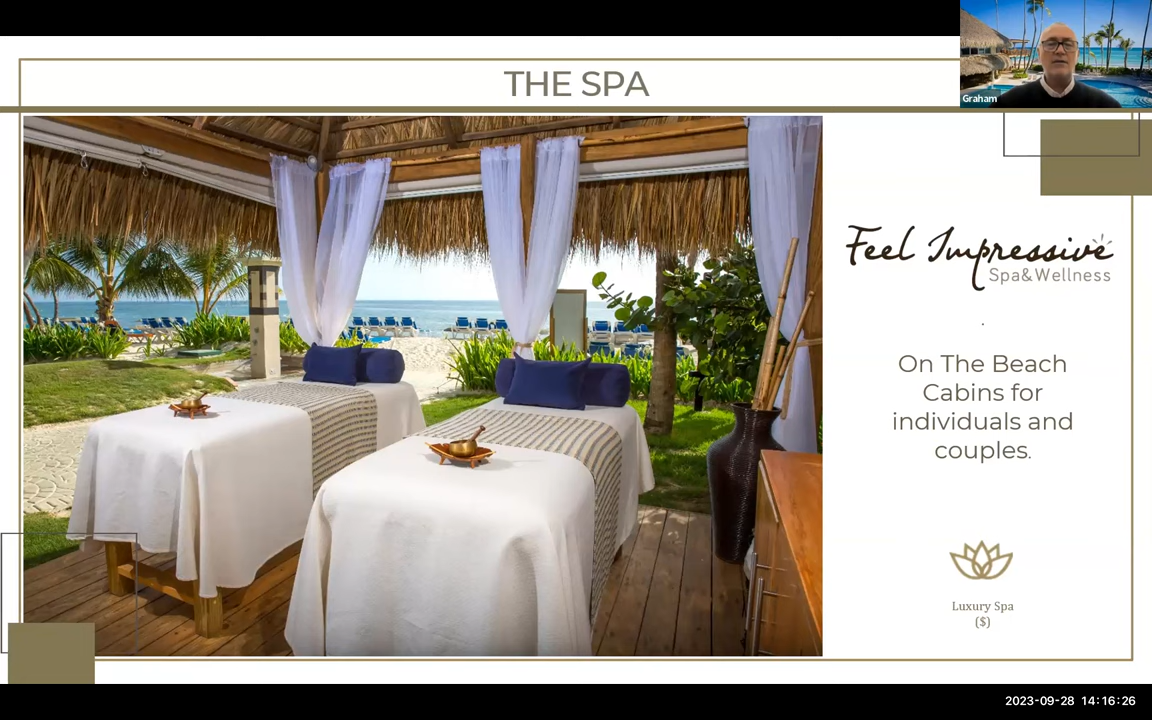 THE SPA
Graham
Feel Impressive
Spa&Wellness
.
On The Beach
Cabins for
individuals and
couples.
Luxury Spa
($)
2023-09-28 14:16:26